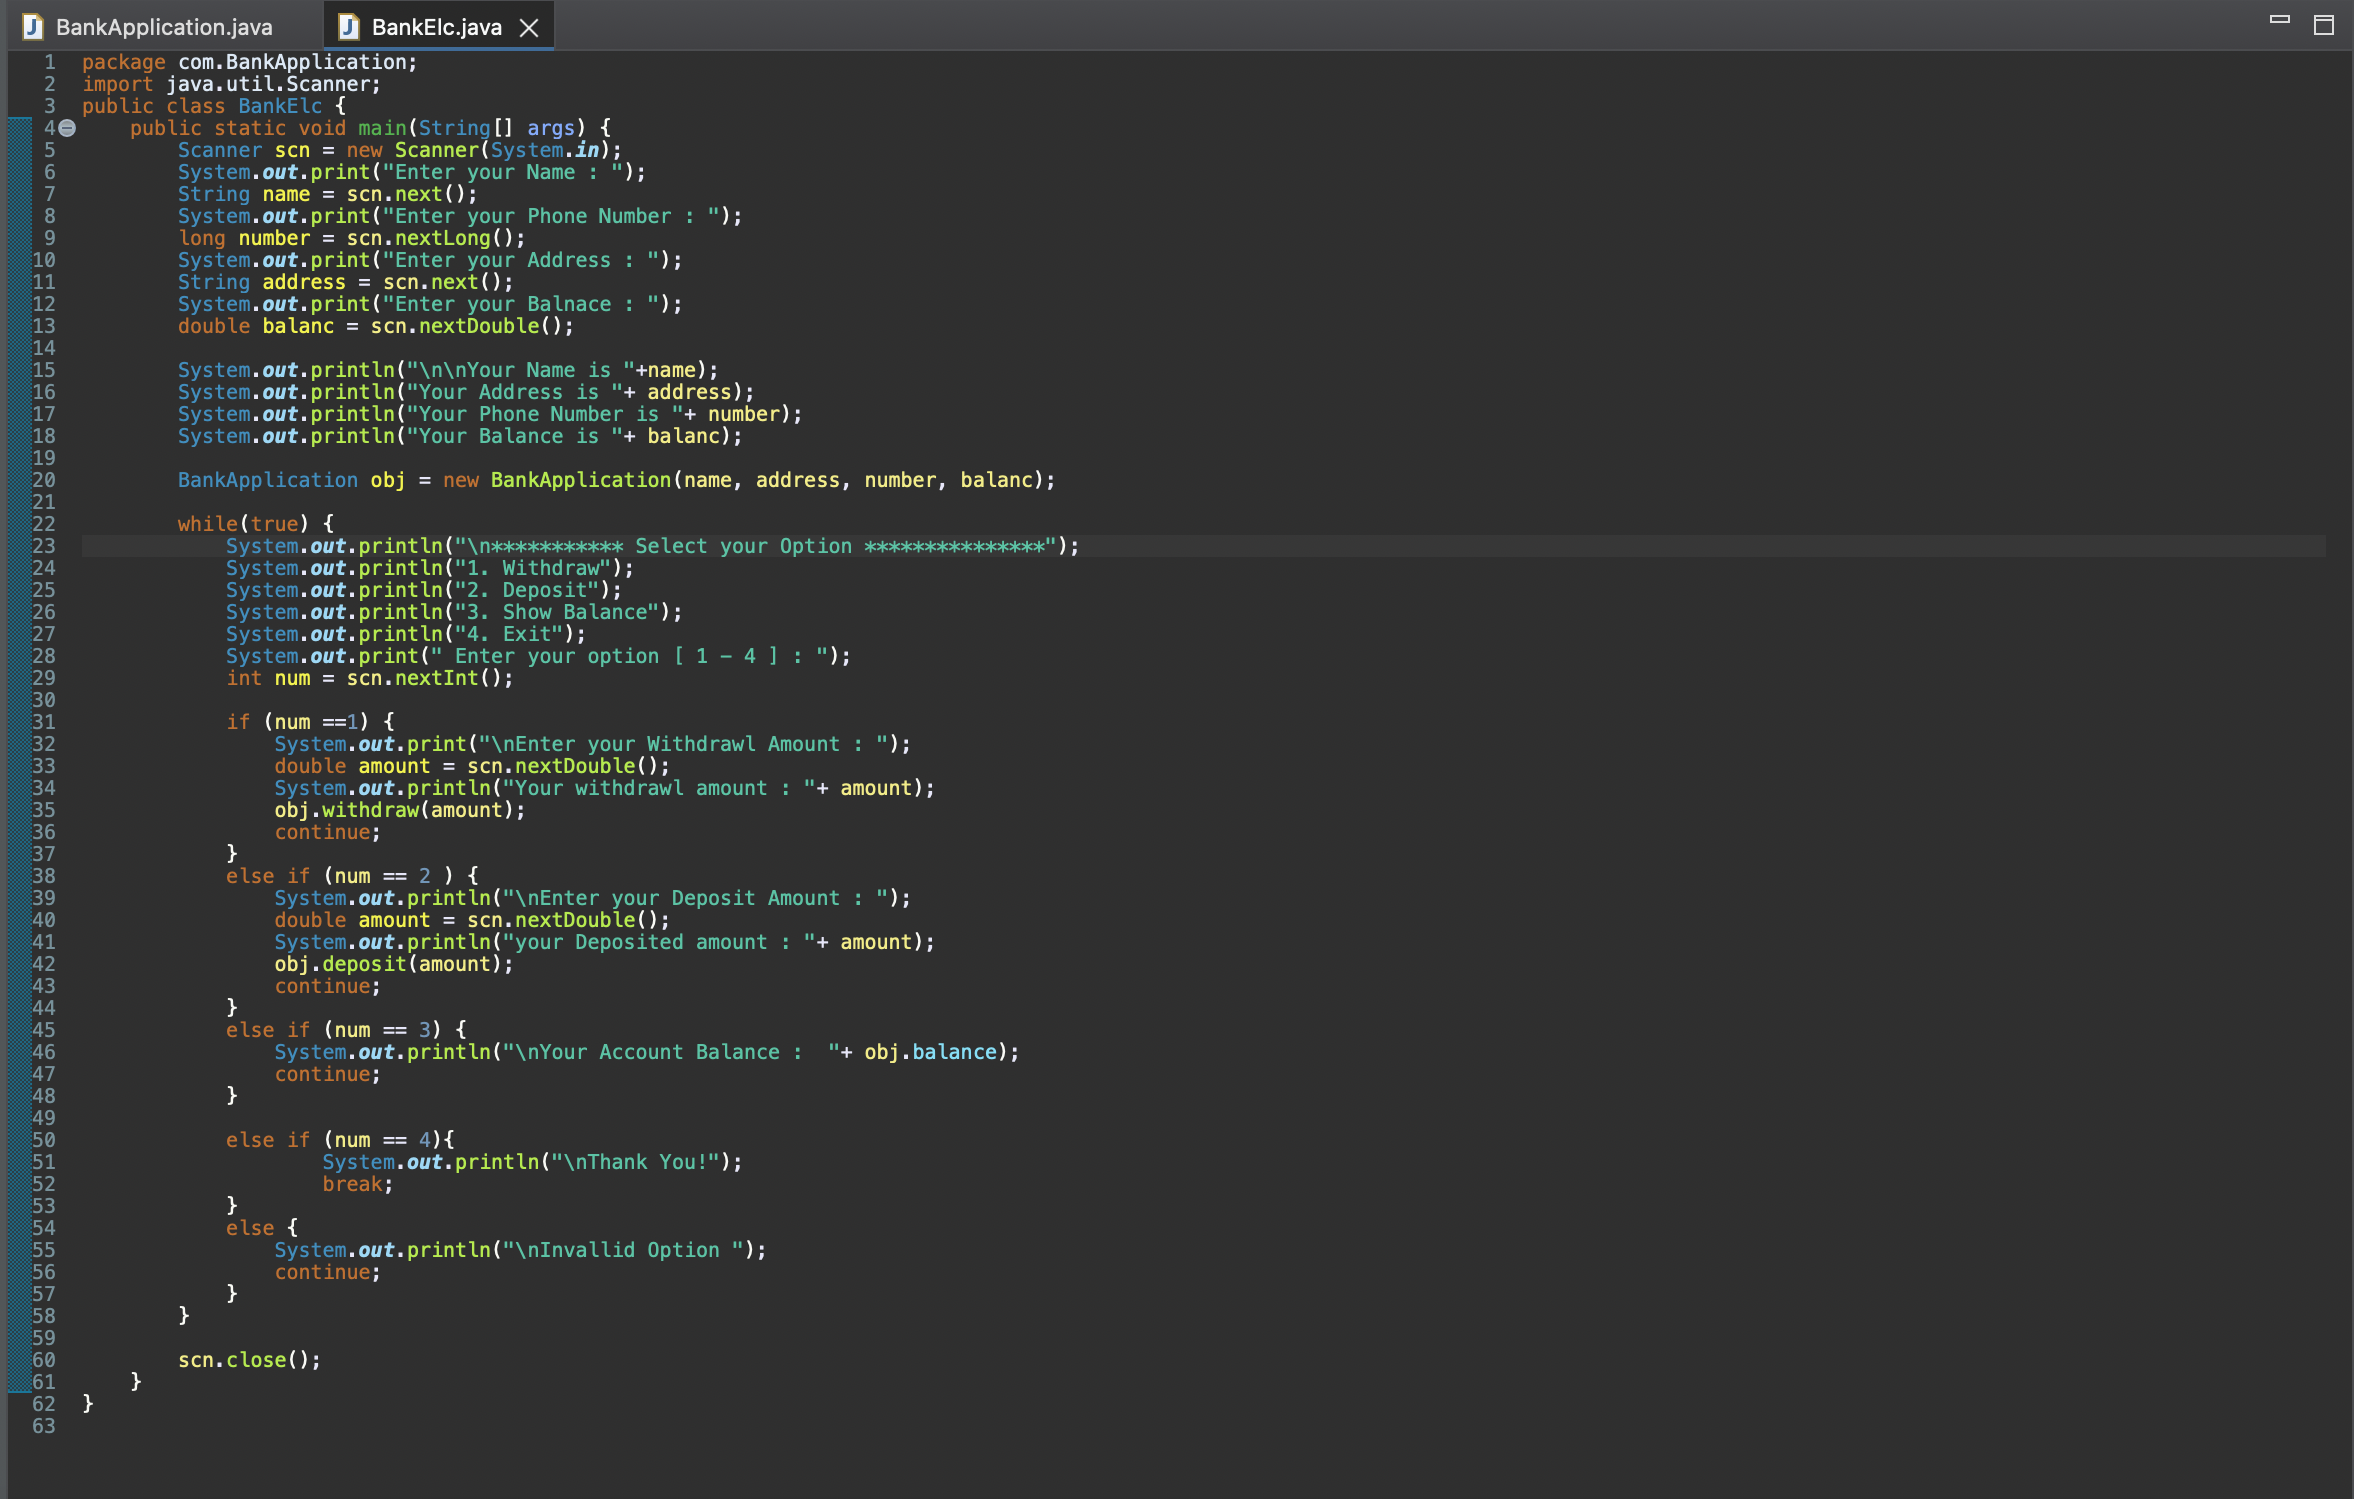 BankApplication.java
BankElc.java
1 package com.BankApplication;
2 import java.util.Scanner;
3 public class BankElc {
4     public static void main(String[] args) {
5         Scanner scn = new Scanner(System.in);
6         System.out.print("Enter your Name : ");
7         String name = scn.next();
8         System.out.print("Enter your Phone Number : ");
9         long number = scn.nextLong();
10         System.out.print("Enter your Address : ");
11         String address = scn.next();
12         System.out.print("Enter your Balnace : ");
13         double balanc = scn.nextDouble();
14
15         System.out.println("\n\nYour Name is "+name);
16         System.out.println("Your Address is "+ address);
17         System.out.println("Your Phone Number is "+ number);
18         System.out.println("Your Balance is "+ balanc);
19
20         BankApplication obj = new BankApplication(name, address, number, balanc);
21
22         while(true) {
23             System.out.println("\n*********** Select your Option ***************");
24             System.out.println("1. Withdraw");
25             System.out.println("2. Deposit");
26             System.out.println("3. Show Balance");
27             System.out.println("4. Exit");
28             System.out.print(" Enter your option [ 1 – 4 ] : ");
29             int num = scn.nextInt();
30
31             if (num ==1) {
32                 System.out.print("\nEnter your Withdrawl Amount : ");
33                 double amount = scn.nextDouble();
34                 System.out.println("Your withdrawl amount : "+ amount);
35                 obj.withdraw(amount);
36                 continue;
37             }
38             else if (num == 2 ) {
39                 System.out.println("\nEnter your Deposit Amount : ");
40                 double amount = scn.nextDouble();
41                 System.out.println("your Deposited amount : "+ amount);
42                 obj.deposit(amount);
43                 continue;
44             }
45             else if (num == 3) {
46                 System.out.println("\nYour Account Balance :  "+ obj.balance);
47                 continue;
48             }
49
50             else if (num == 4){
51                     System.out.println("\nThank You!");
52                     break;
53             }
54             else {
55                 System.out.println("\nInvallid Option ");
56                 continue;
57             }
58         }
59
60         scn.close();
61     }
62 }
63